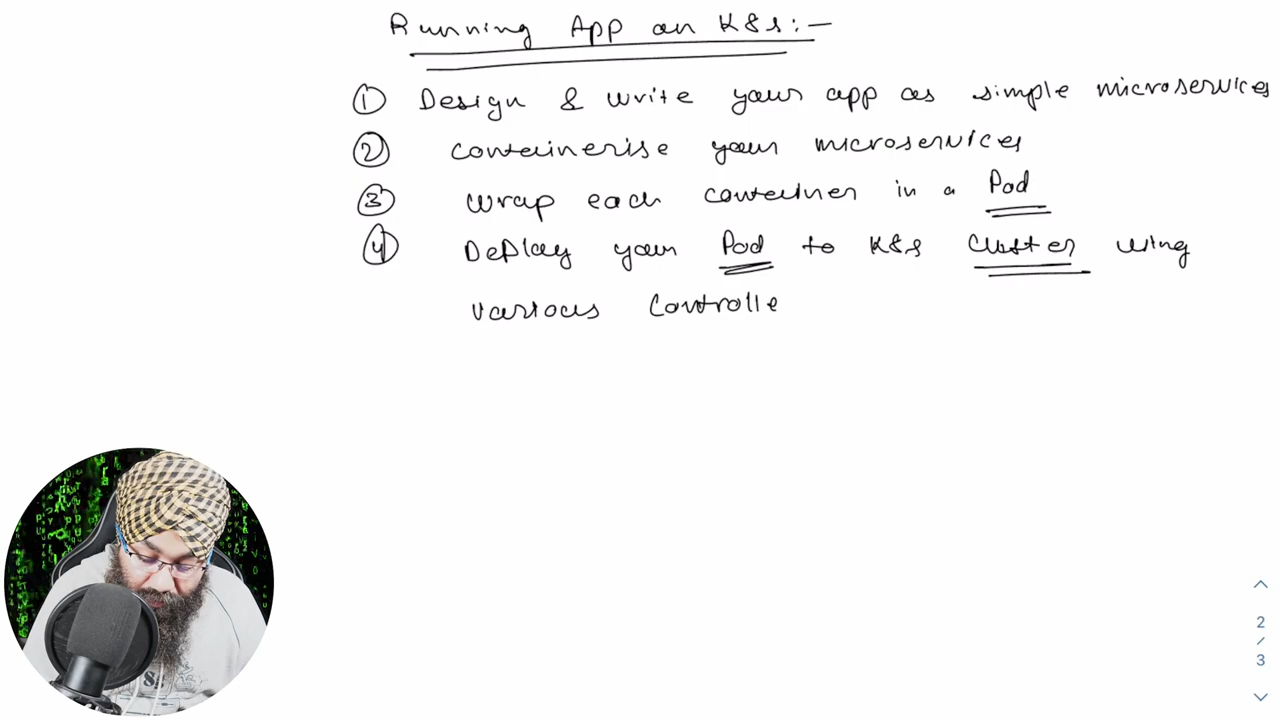 Running App on K8s:-
① Design & write your app as simple microservices
② Containerise your microservices
③ Wrap each container in a Pod
④ Deploy your Pod to K8s Cluster using
various Controlle
2
/
3